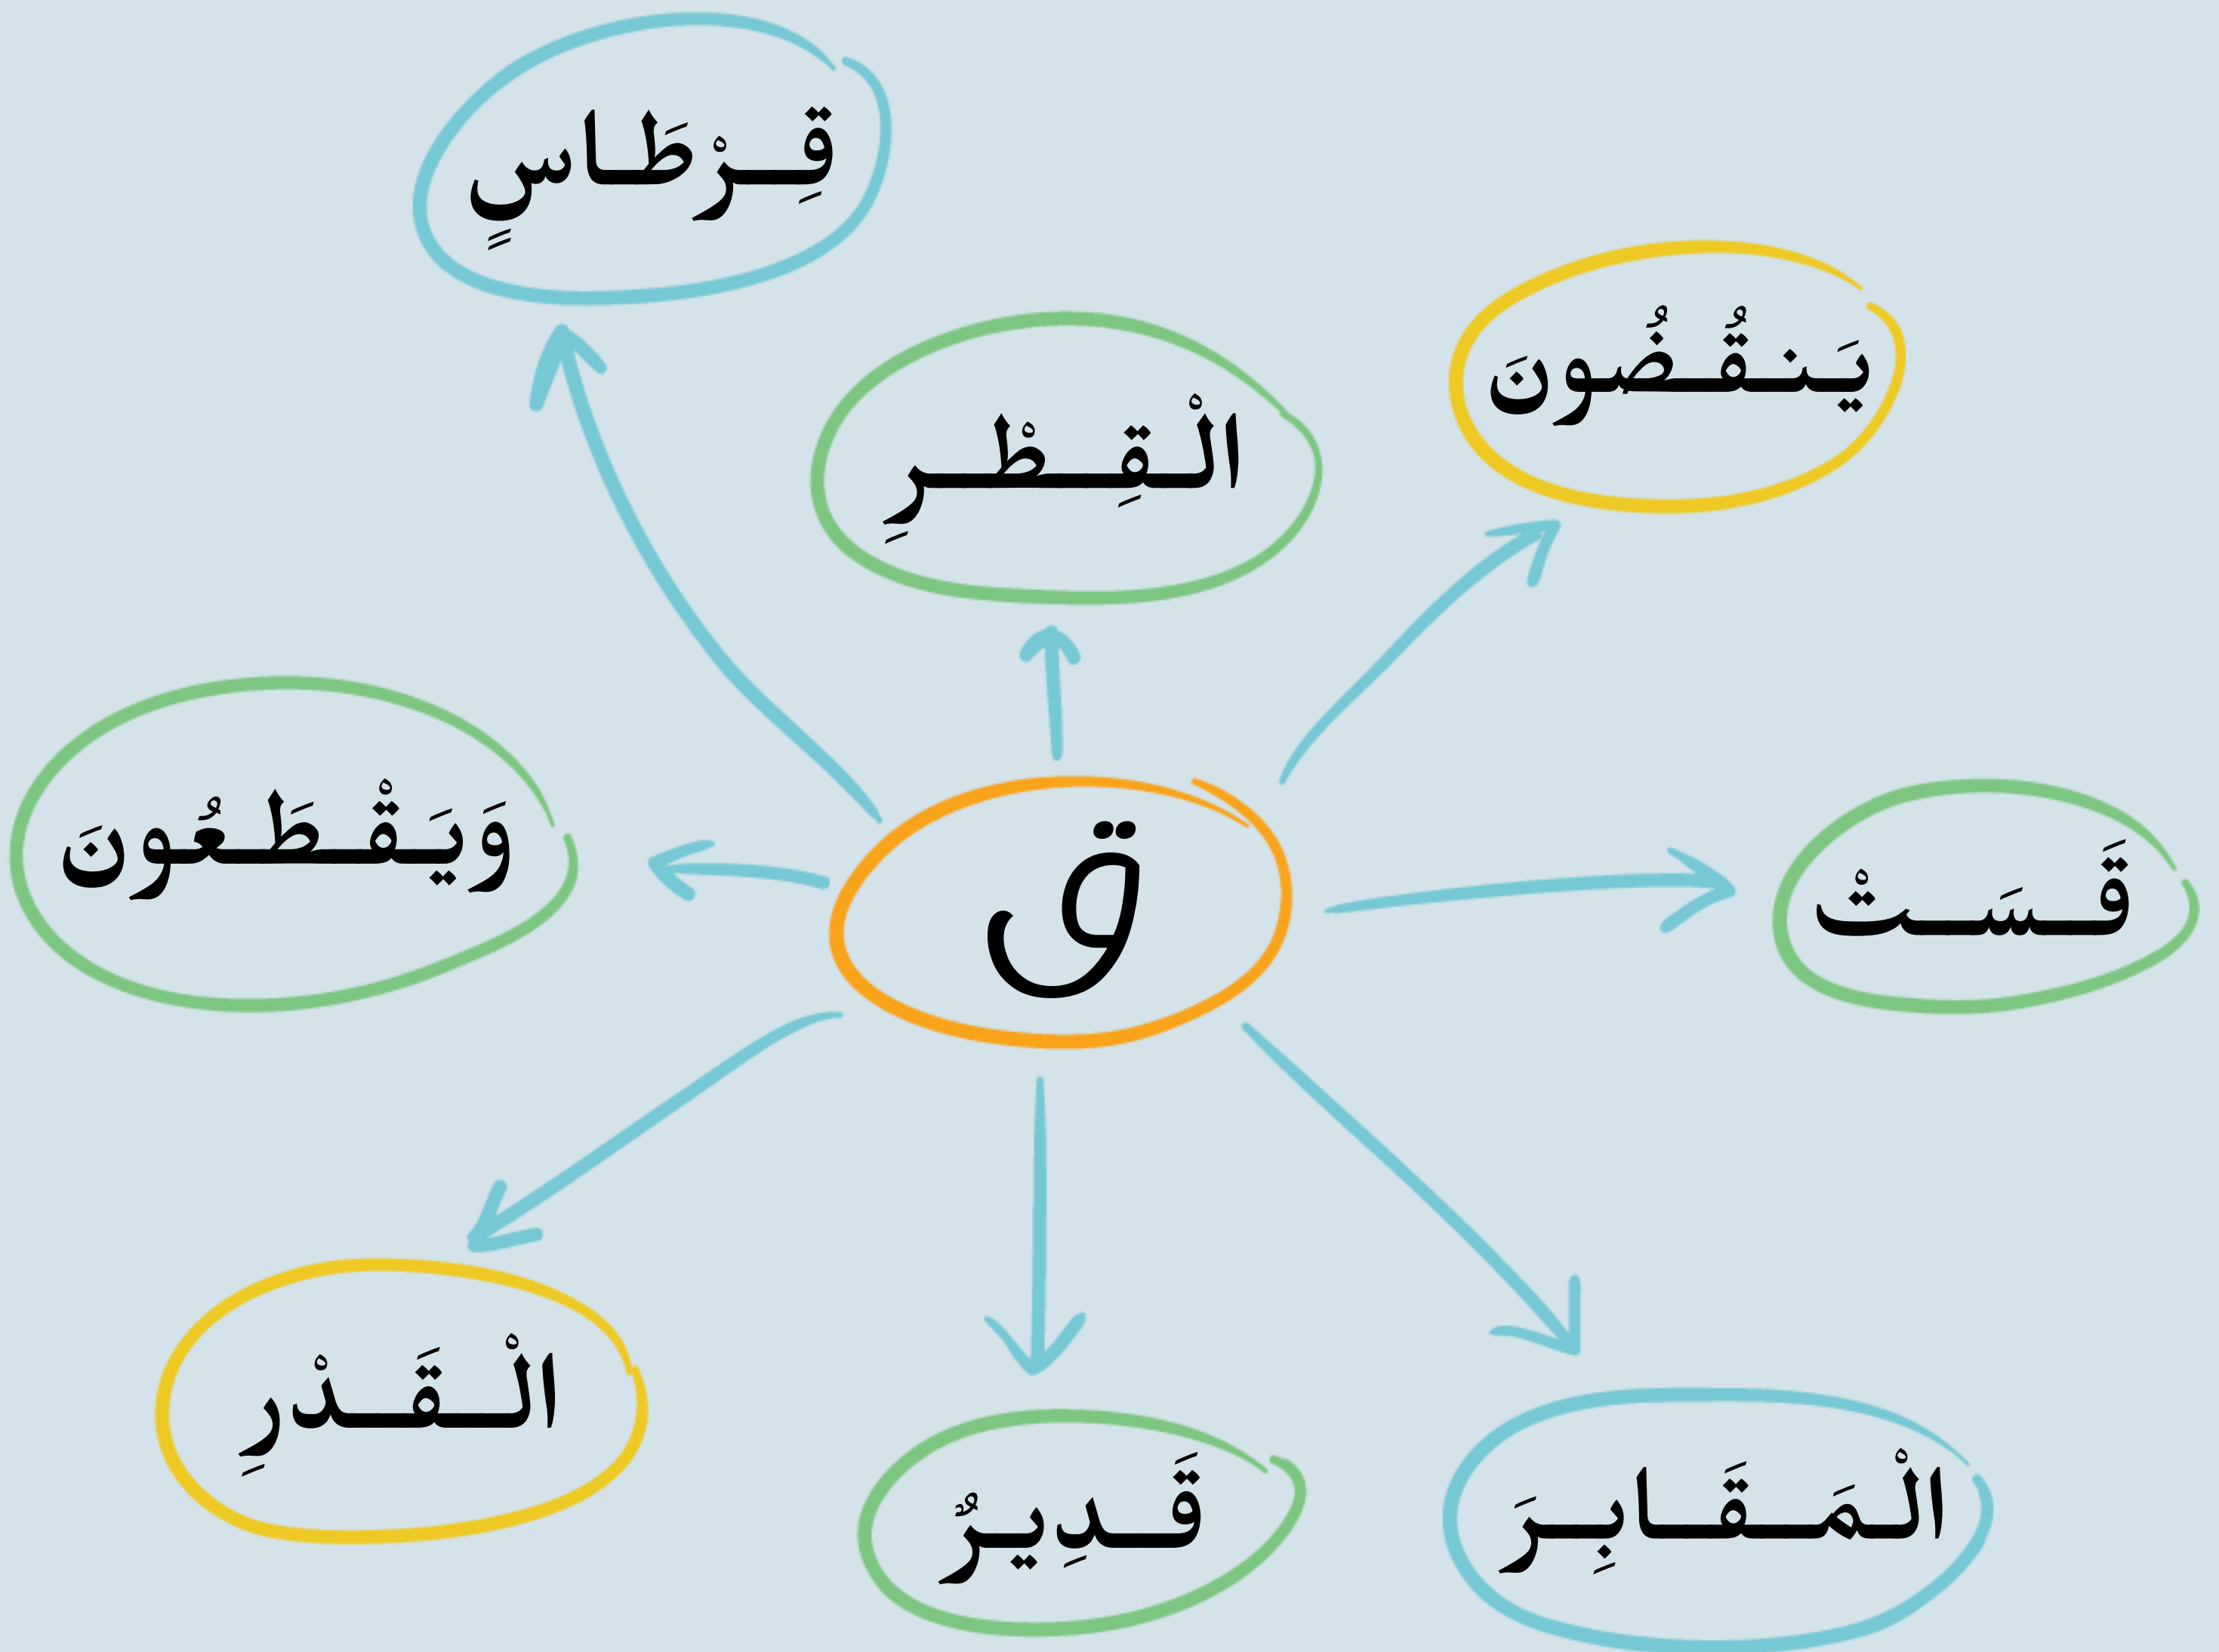 قِرْطَاسٍ
يَنقُضُونَ
الْقِطْرِ
وَيَقْطَعُونَ
ق
قَسَتْ
الْقَدْرِ
قَدِيرٌ
الْمَقَابِرَ